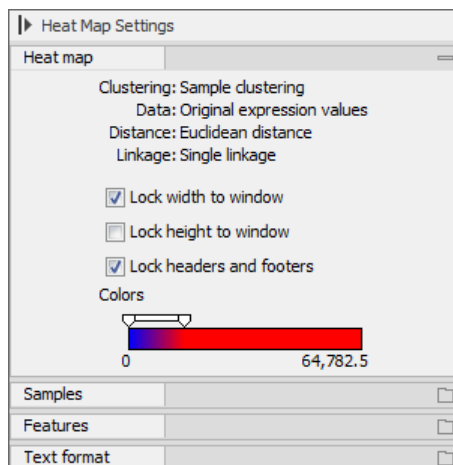 Heat Map Settings
Heat map
Clustering: Sample clustering
Data: Original expression values
Distance: Euclidean distance
Linkage: Single linkage
Lock width to window
Lock height to window
Lock headers and footers
Colors
0 64,782.5
Samples
Features
Text format